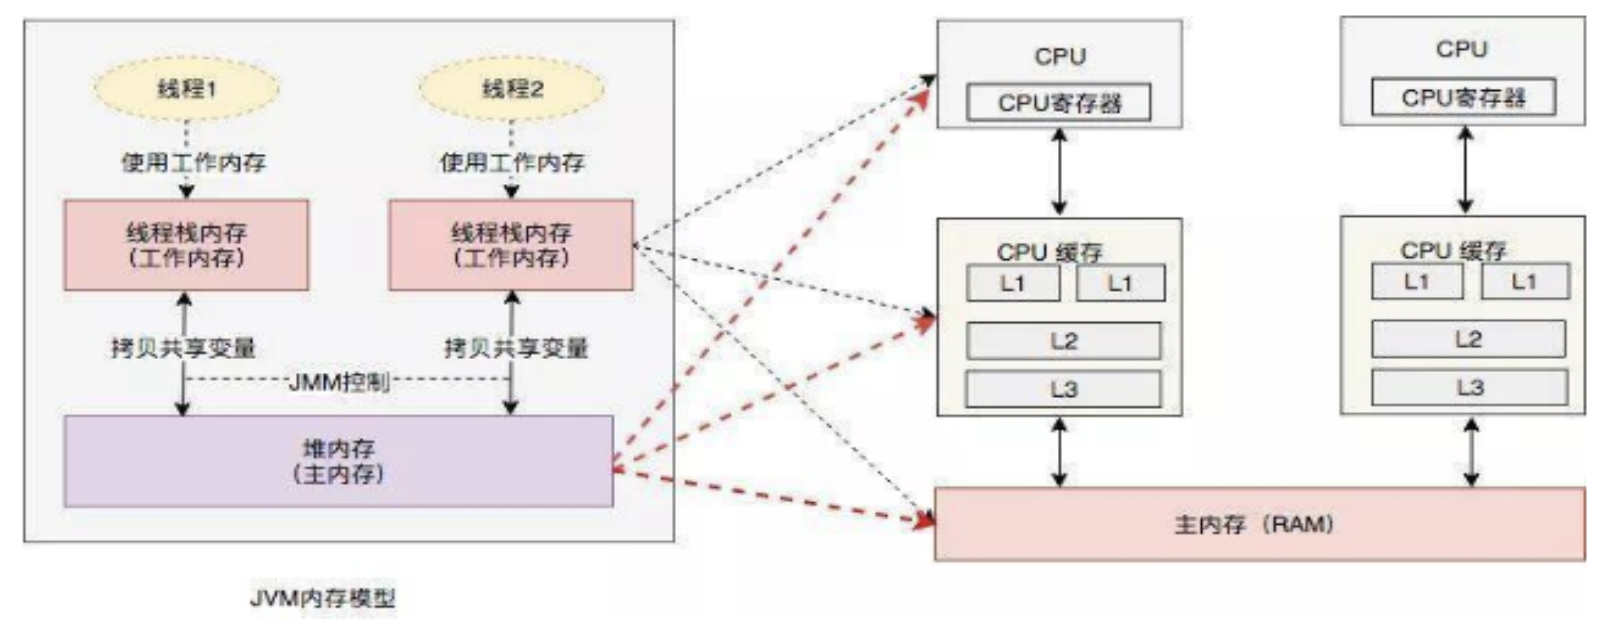 线程1
线程2
使用工作内存
使用工作内存
线程栈内存
(工作内存)
线程栈内存
(工作内存)
拷贝共享变量
拷贝共享变量
JMM控制
堆内存
(主内存)
JVM内存模型
CPU
CPU寄存器
CPU 缓存
L1
L1
L2
L3
CPU
CPU寄存器
CPU 缓存
L1
L1
L2
L3
主内存（RAM）